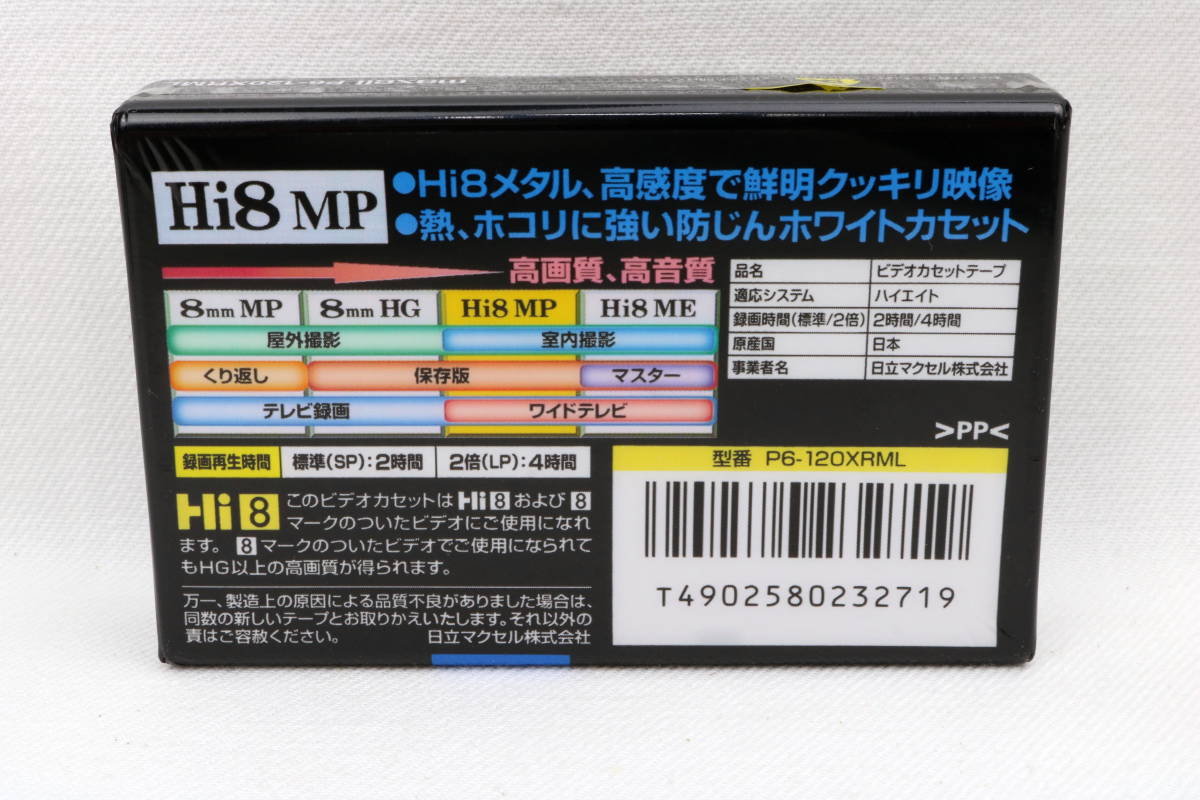 maxell P6-120XRM
Hi8 MP
●Hi8メタル、高感度で鮮明クッキリ映像
●熱、ホコリに強い防じんホワイトカセット
高画質、高音質
8mm MP 8mm HG Hi8 MP Hi8 ME
屋外撮影 室内撮影
くり返し 保存版 マスター
テレビ録画 ワイドテレビ
品名 ビデオカセットテープ
適応システム ハイエイト
録画時間(標準/2倍) 2時間/4時間
原産国 日本
事業者名 日立マクセル株式会社
>PP<
録画再生時間 標準(SP):2時間 2倍(LP):4時間
Hi8 このビデオカセットはHi8および8
マークのついたビデオにご使用になれ
ます。8マークのついたビデオでご使用になられて
もHG以上の高画質が得られます。
万一、製造上の原因による品質不良がありました場合は、
同数の新しいテープとお取りかえいたします。それ以外の
責はご容赦ください。 日立マクセル株式会社
型番 P6-120XRML
T4902580232719